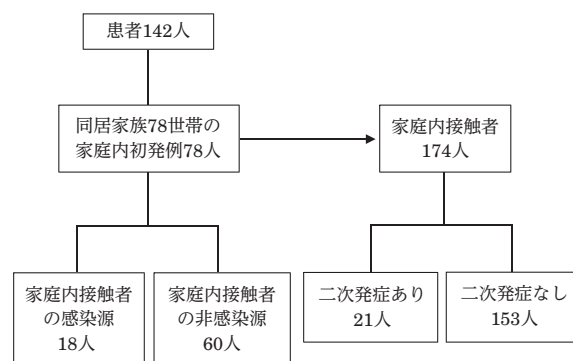 患者142人
同居家族78世帯の
家庭内初発例78人
家庭内接触者
174人
家庭内接触者
の感染源
18人
家庭内接触者
の非感染源
60人
二次発症あり
21人
二次発症なし
153人